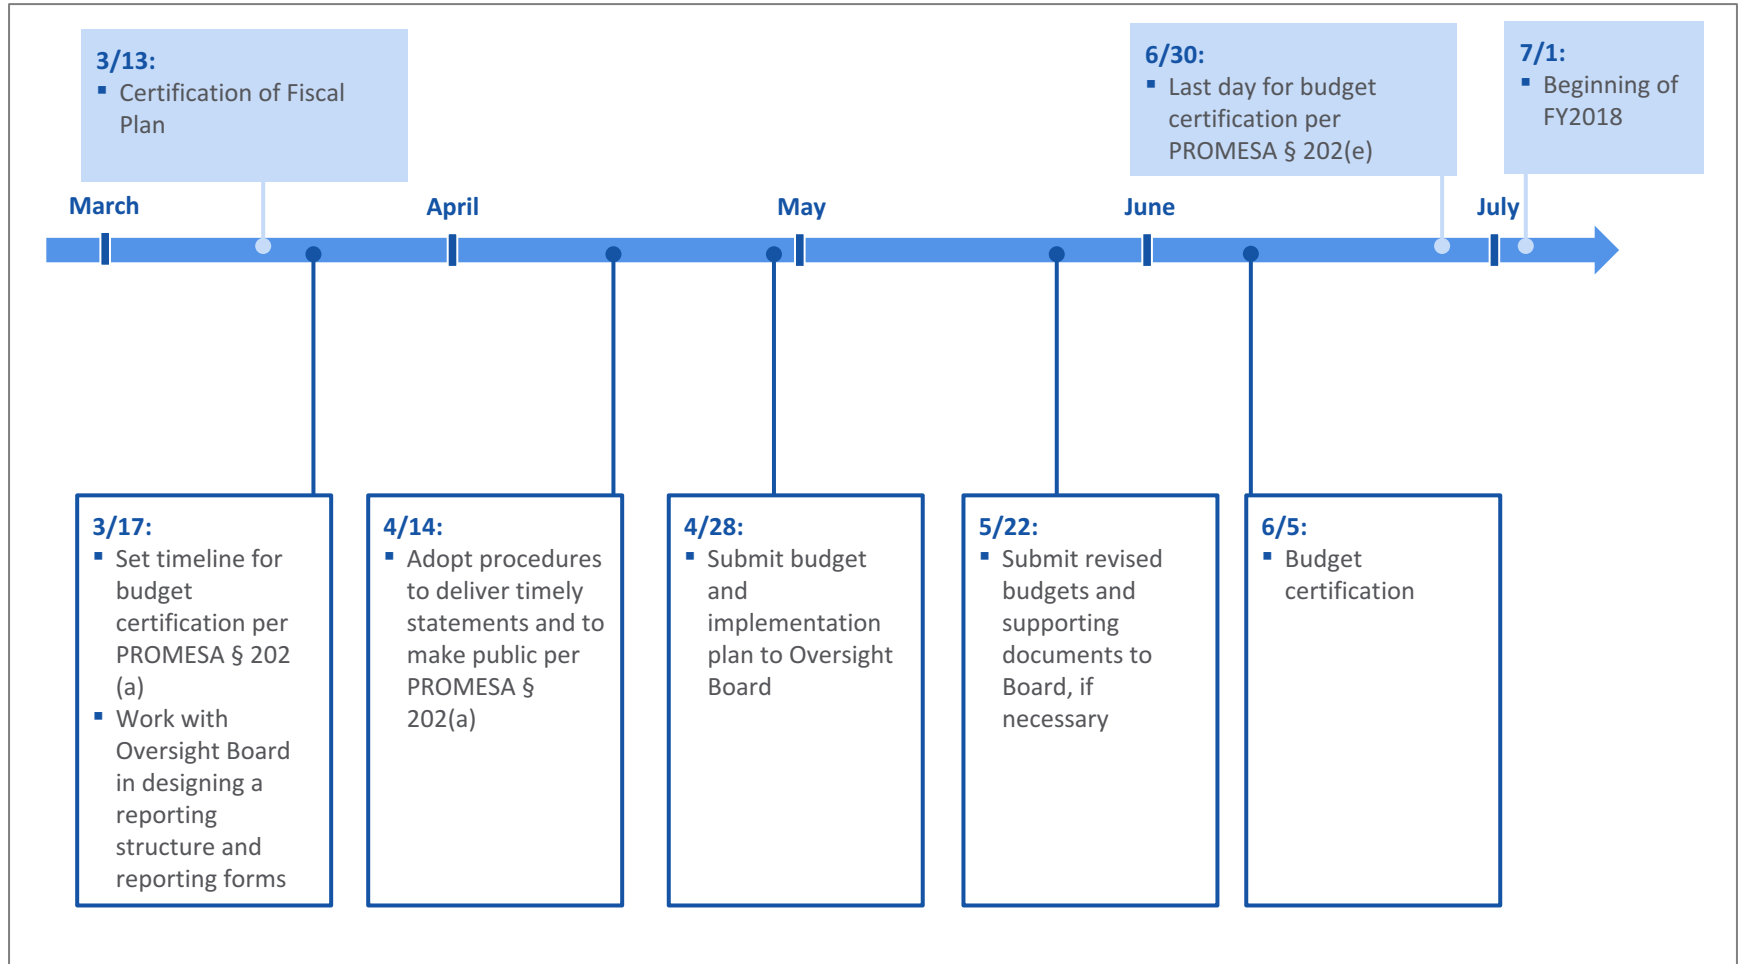 3/13:
▪ Certification of Fiscal
Plan
6/30:
▪ Last day for budget
certification per
PROMESA § 202(e)
7/1:
▪ Beginning of
FY2018
March
April
May
June
July
3/17:
▪ Set timeline for
budget
certification per
PROMESA § 202
(a)
▪ Work with
Oversight Board
in designing a
reporting
structure and
reporting forms
4/14:
▪ Adopt procedures
to deliver timely
statements and to
make public per
PROMESA §
202(a)
4/28:
▪ Submit budget
and
implementation
plan to Oversight
Board
5/22:
▪ Submit revised
budgets and
supporting
documents to
Board, if
necessary
6/5:
▪ Budget
certification